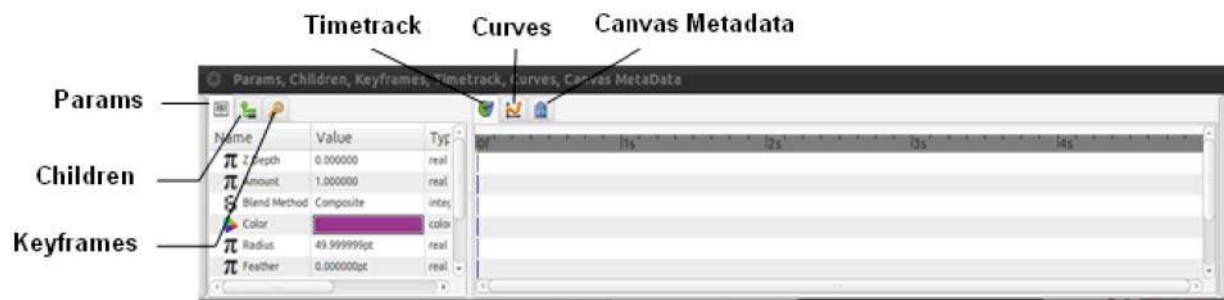 Timetrack Curves Canvas Metadata
Params, Children, Keyframes, Timetrack, Curves, Canvas MetaData
Params
Name Value Typ 0f 1s 2s 3s 4s
Z Depth 0.000000 real
Children
Amount 1.000000 real
Blend Method Composite integ
Color color
Keyframes
Radius 49.999999pt real
Feather 0.000000pt real